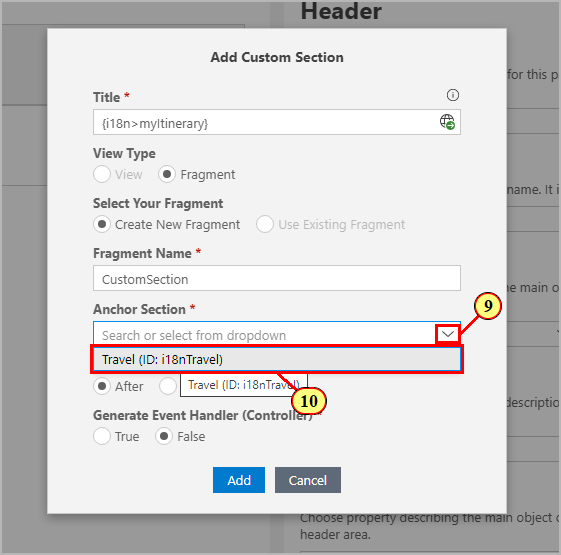 Header
for this p
Add Custom Section
Title *
{i18n>myItinerary}
View Type
View
Fragment
name. It i
Select Your Fragment
Create New Fragment
Use Existing Fragment
Fragment Name *
CustomSection
the main o
Anchor Section *
9
Search or select from dropdown
Travel (ID: i18nTravel)
After
Travel (ID: i18nTravel)
10
description
Generate Event Handler (Controller) *
True
False
Add
Cancel
Choose property describing the main object o
header area.